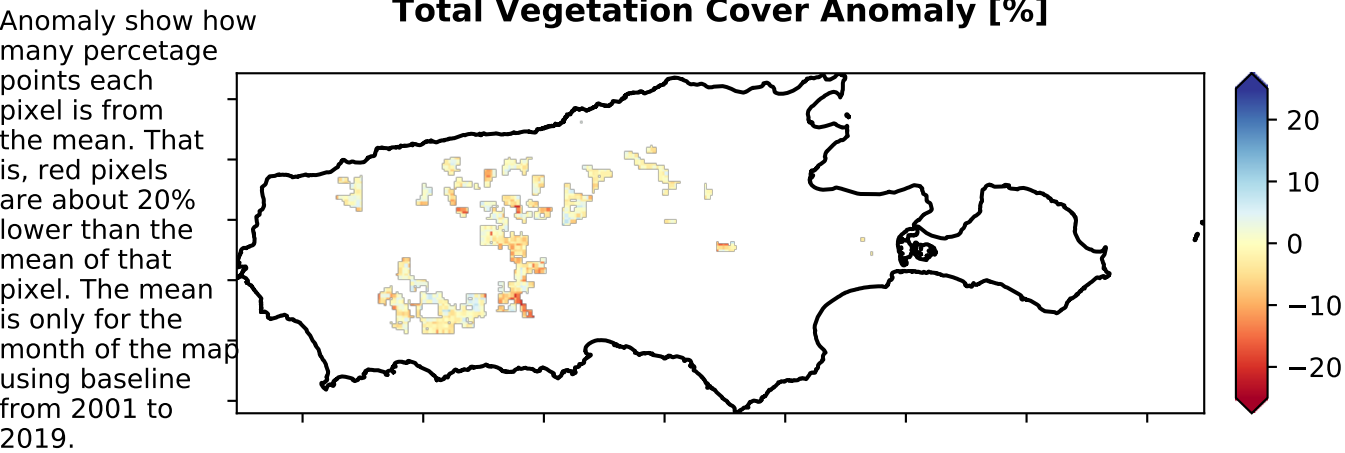 Total Vegetation Cover Anomaly [%]
Anomaly show how
many percetage
points each
pixel is from
the mean. That
is, red pixels
are about 20%
lower than the
mean of that
pixel. The mean
is only for the
month of the map
using baseline
from 2001 to
2019.
20
10
0
−10
−20